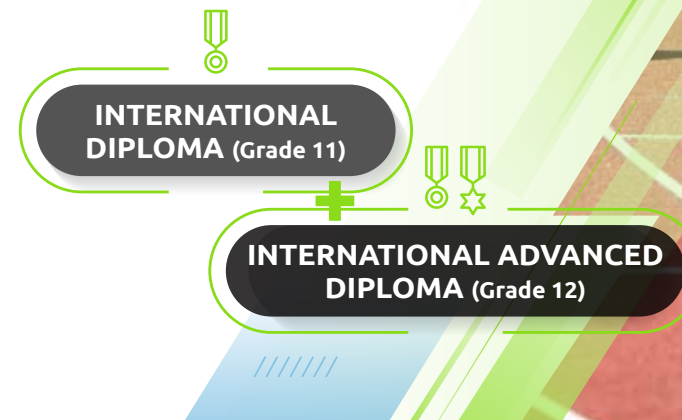 INTERNATIONAL
DIPLOMA (Grade 11)
INTERNATIONAL ADVANCED
DIPLOMA (Grade 12)